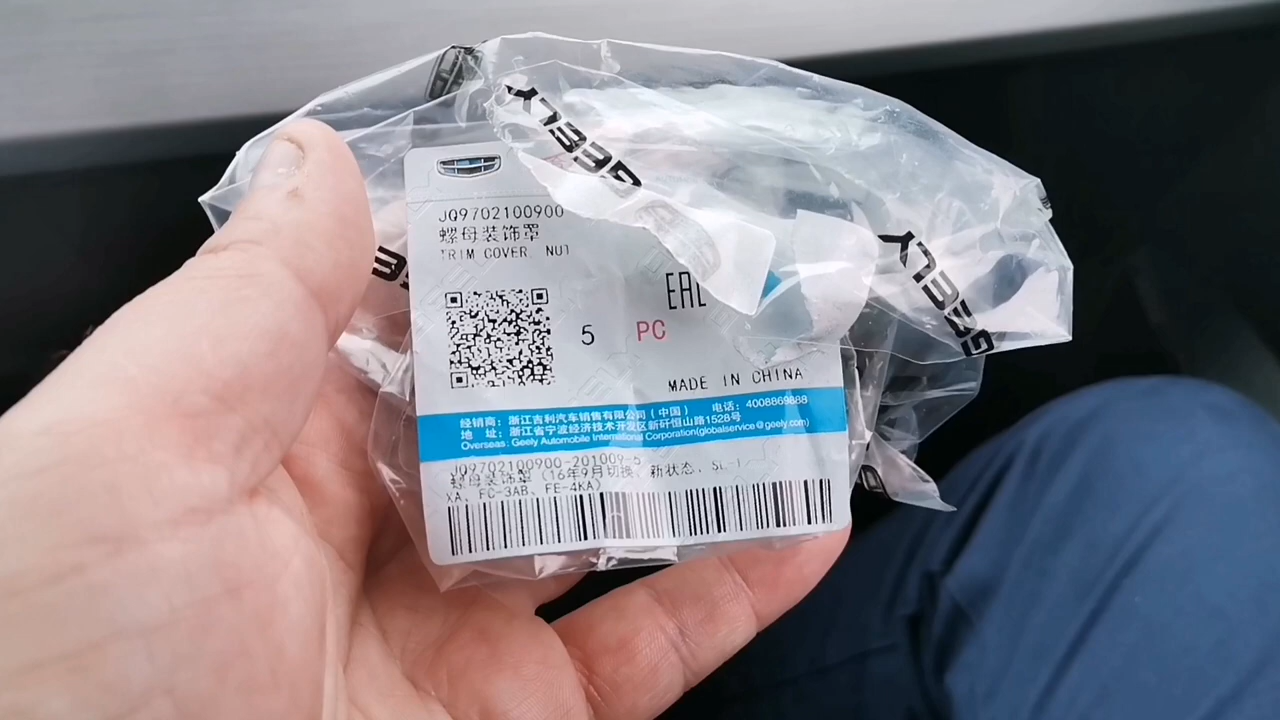 GEELY
JQ9702100900
螺母装饰罩
TRIM COVER, NUT
EAC
5 PC
MADE IN CHINA
经销商：浙江吉利汽车销售有限公司（中国） 电话：4008869888
地 址：浙江省宁波经济技术开发区新矸恒山路1528号
Overseas: Geely Automobile International Corporation(globalservice@geely.com)
JQ9702100900-201009-5
螺母装饰罩（16年9月切换、新状态、SL-1
XA、FC-3AB、FE-4KA）
GEELY